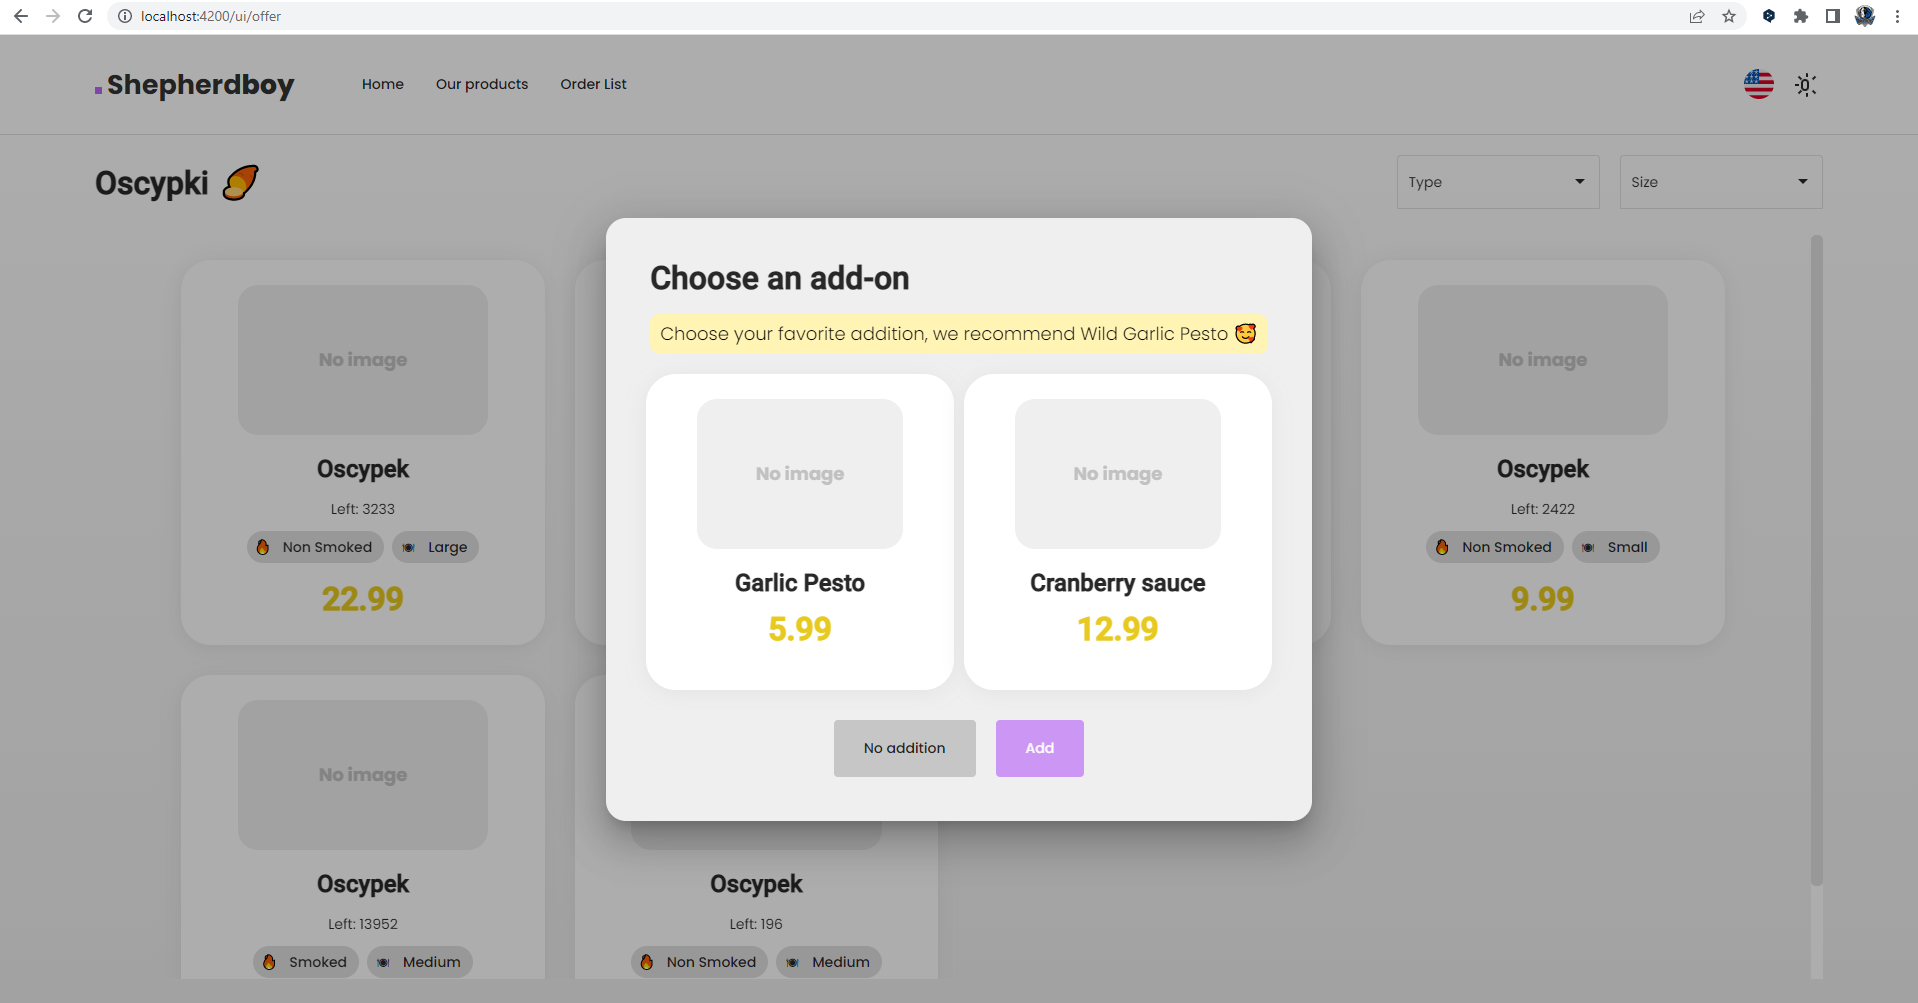 localhost:4200/ui/offer
Shepherdboy
Home
Our products
Order List
Oscypki
Type
Size
Choose an add-on
Choose your favorite addition, we recommend Wild Garlic Pesto 🥰
No image
Garlic Pesto
5.99
No image
Cranberry sauce
12.99
No addition
Add
No image
Oscypek
Left: 3233
Non Smoked
Large
22.99
No image
Oscypek
Left: 2422
Non Smoked
Small
9.99
No image
Oscypek
Left: 13952
Smoked
Medium
Oscypek
Left: 196
Non Smoked
Medium